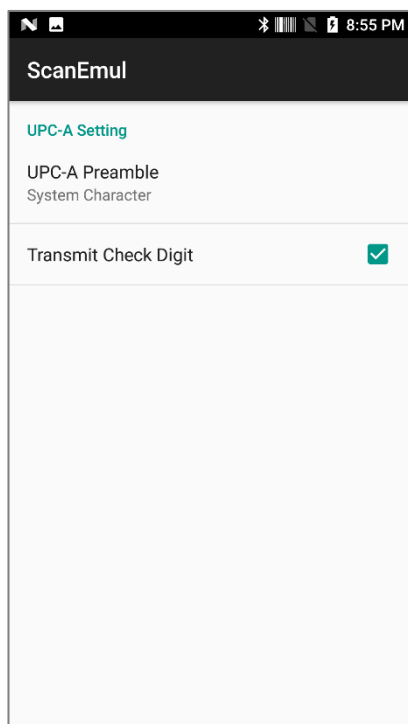 8:55 PM
ScanEmul
UPC-A Setting
UPC-A Preamble
System Character
Transmit Check Digit